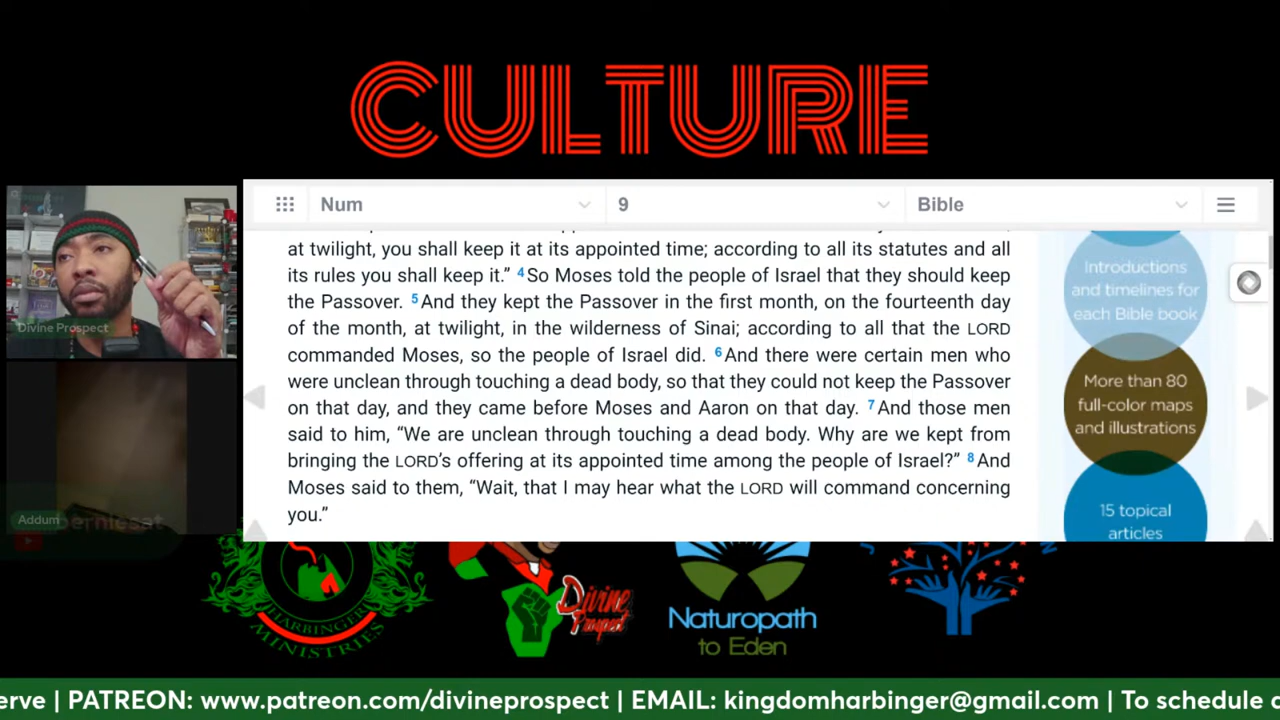 CULTURE
Num
9
Bible
at twilight, you shall keep it at its appointed time; according to all its statutes and all
its rules you shall keep it.” 4 So Moses told the people of Israel that they should keep
the Passover. 5 And they kept the Passover in the first month, on the fourteenth day
of the month, at twilight, in the wilderness of Sinai; according to all that the LORD
commanded Moses, so the people of Israel did. 6 And there were certain men who
were unclean through touching a dead body, so that they could not keep the Passover
on that day, and they came before Moses and Aaron on that day. 7 And those men
said to him, “We are unclean through touching a dead body. Why are we kept from
bringing the LORD’s offering at its appointed time among the people of Israel?” 8 And
Moses said to them, “Wait, that I may hear what the LORD will command concerning
you.”
Introductions
and timelines for
each Bible book
More than 80
full-color maps
and illustrations
15 topical
articles
Divine Prospect
Addum
HARBINGER
MINISTRIES
Divine
Prospect
Naturopath
to Eden
erve | PATREON: www.patreon.com/divineprospect | EMAIL: kingdomharbinger@gmail.com | To schedule